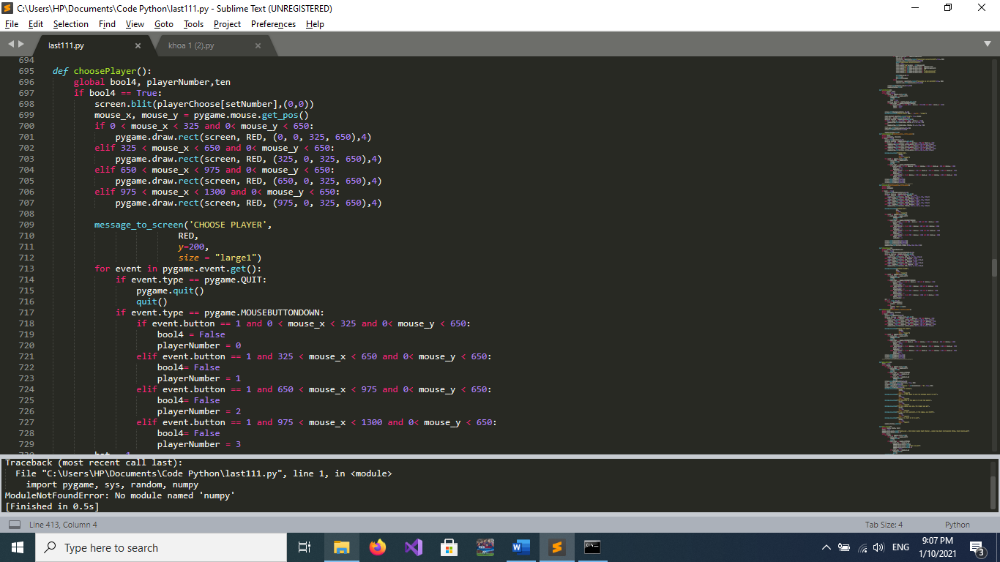 C:\Users\HP\Documents\Code Python\last111.py - Sublime Text (UNREGISTERED)
File Edit Selection Find View Goto Tools Project Preferences Help
last111.py khoa 1 (2).py
694
695 def choosePlayer():
696 global bool4, playerNumber,ten
697 if bool4 == True:
698 screen.blit(playerChoose[setNumber],(0,0))
699 mouse_x, mouse_y = pygame.mouse.get_pos()
700 if 0 < mouse_x < 325 and 0< mouse_y < 650:
701 pygame.draw.rect(screen, RED, (0, 0, 325, 650),4)
702 elif 325 < mouse_x < 650 and 0< mouse_y < 650:
703 pygame.draw.rect(screen, RED, (325, 0, 325, 650),4)
704 elif 650 < mouse_x < 975 and 0< mouse_y < 650:
705 pygame.draw.rect(screen, RED, (650, 0, 325, 650),4)
706 elif 975 < mouse_x < 1300 and 0< mouse_y < 650:
707 pygame.draw.rect(screen, RED, (975, 0, 325, 650),4)
708
709 message_to_screen('CHOOSE PLAYER',
710 RED,
711 y=200,
712 size = "large1")
713 for event in pygame.event.get():
714 if event.type == pygame.QUIT:
715 pygame.quit()
716 quit()
717 if event.type == pygame.MOUSEBUTTONDOWN:
718 if event.button == 1 and 0 < mouse_x < 325 and 0< mouse_y < 650:
719 bool4 = False
720 playerNumber = 0
721 elif event.button == 1 and 325 < mouse_x < 650 and 0< mouse_y < 650:
722 bool4= False
723 playerNumber = 1
724 elif event.button == 1 and 650 < mouse_x < 975 and 0< mouse_y < 650:
725 bool4= False
726 playerNumber = 2
727 elif event.button == 1 and 975 < mouse_x < 1300 and 0< mouse_y < 650:
728 bool4= False
729 playerNumber = 3
Traceback (most recent call last):
File "C:\Users\HP\Documents\Code Python\last111.py", line 1, in <module>
import pygame, sys, random, numpy
ModuleNotFoundError: No module named 'numpy'
[Finished in 0.5s]
Line 413, Column 4 Tab Size: 4 Python
Type here to search ENG 9:07 PM
1/10/2021 3